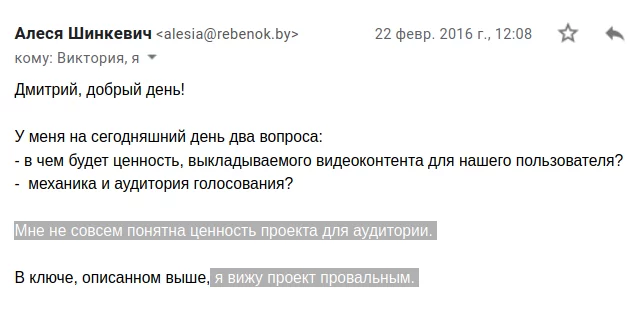 Алеся Шинкевич <alesia@rebenok.by> 22 февр. 2016 г., 12:08
кому: Виктория, я
Дмитрий, добрый день!
У меня на сегодняшний день два вопроса:
- в чем будет ценность, выкладываемого видеоконтента для нашего пользователя?
- механика и аудитория голосования?
Мне не совсем понятна ценность проекта для аудитории.
В ключе, описанном выше, я вижу проект провальным.